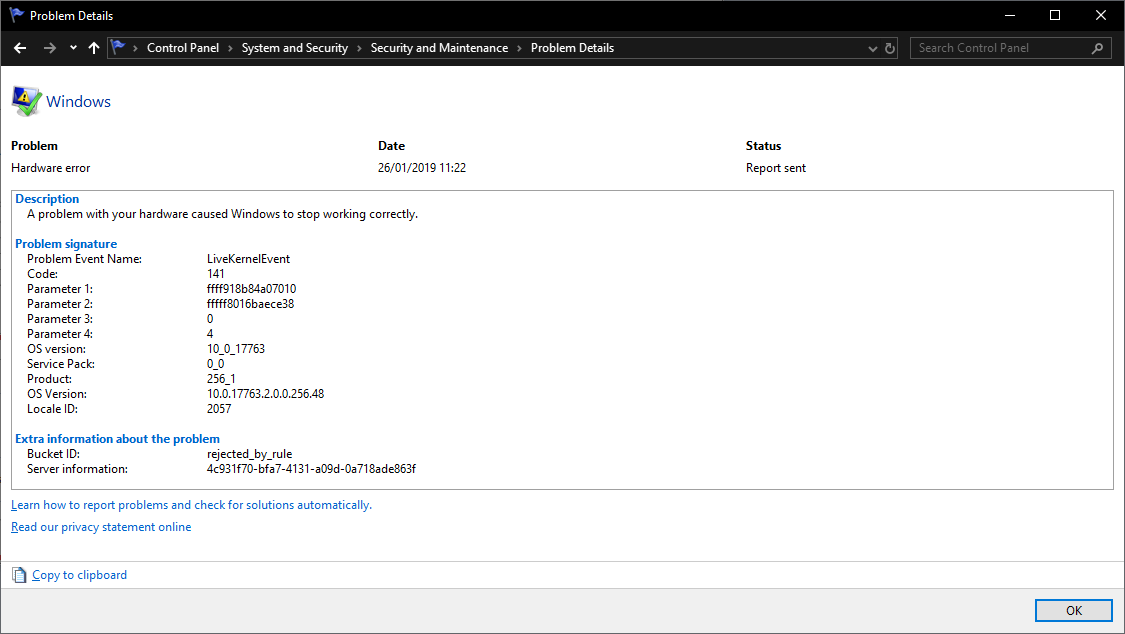 Problem Details
Control Panel > System and Security > Security and Maintenance > Problem Details
Search Control Panel
Windows
Problem Date Status
Hardware error 26/01/2019 11:22 Report sent
Description
A problem with your hardware caused Windows to stop working correctly.
Problem signature
Problem Event Name: LiveKernelEvent
Code: 141
Parameter 1: ffff918b84a07010
Parameter 2: fffff8016baece38
Parameter 3: 0
Parameter 4: 4
OS version: 10_0_17763
Service Pack: 0_0
Product: 256_1
OS Version: 10.0.17763.2.0.0.256.48
Locale ID: 2057
Extra information about the problem
Bucket ID: rejected_by_rule
Server information: 4c931f70-bfa7-4131-a09d-0a718ade863f
Learn how to report problems and check for solutions automatically.
Read our privacy statement online
Copy to clipboard
OK